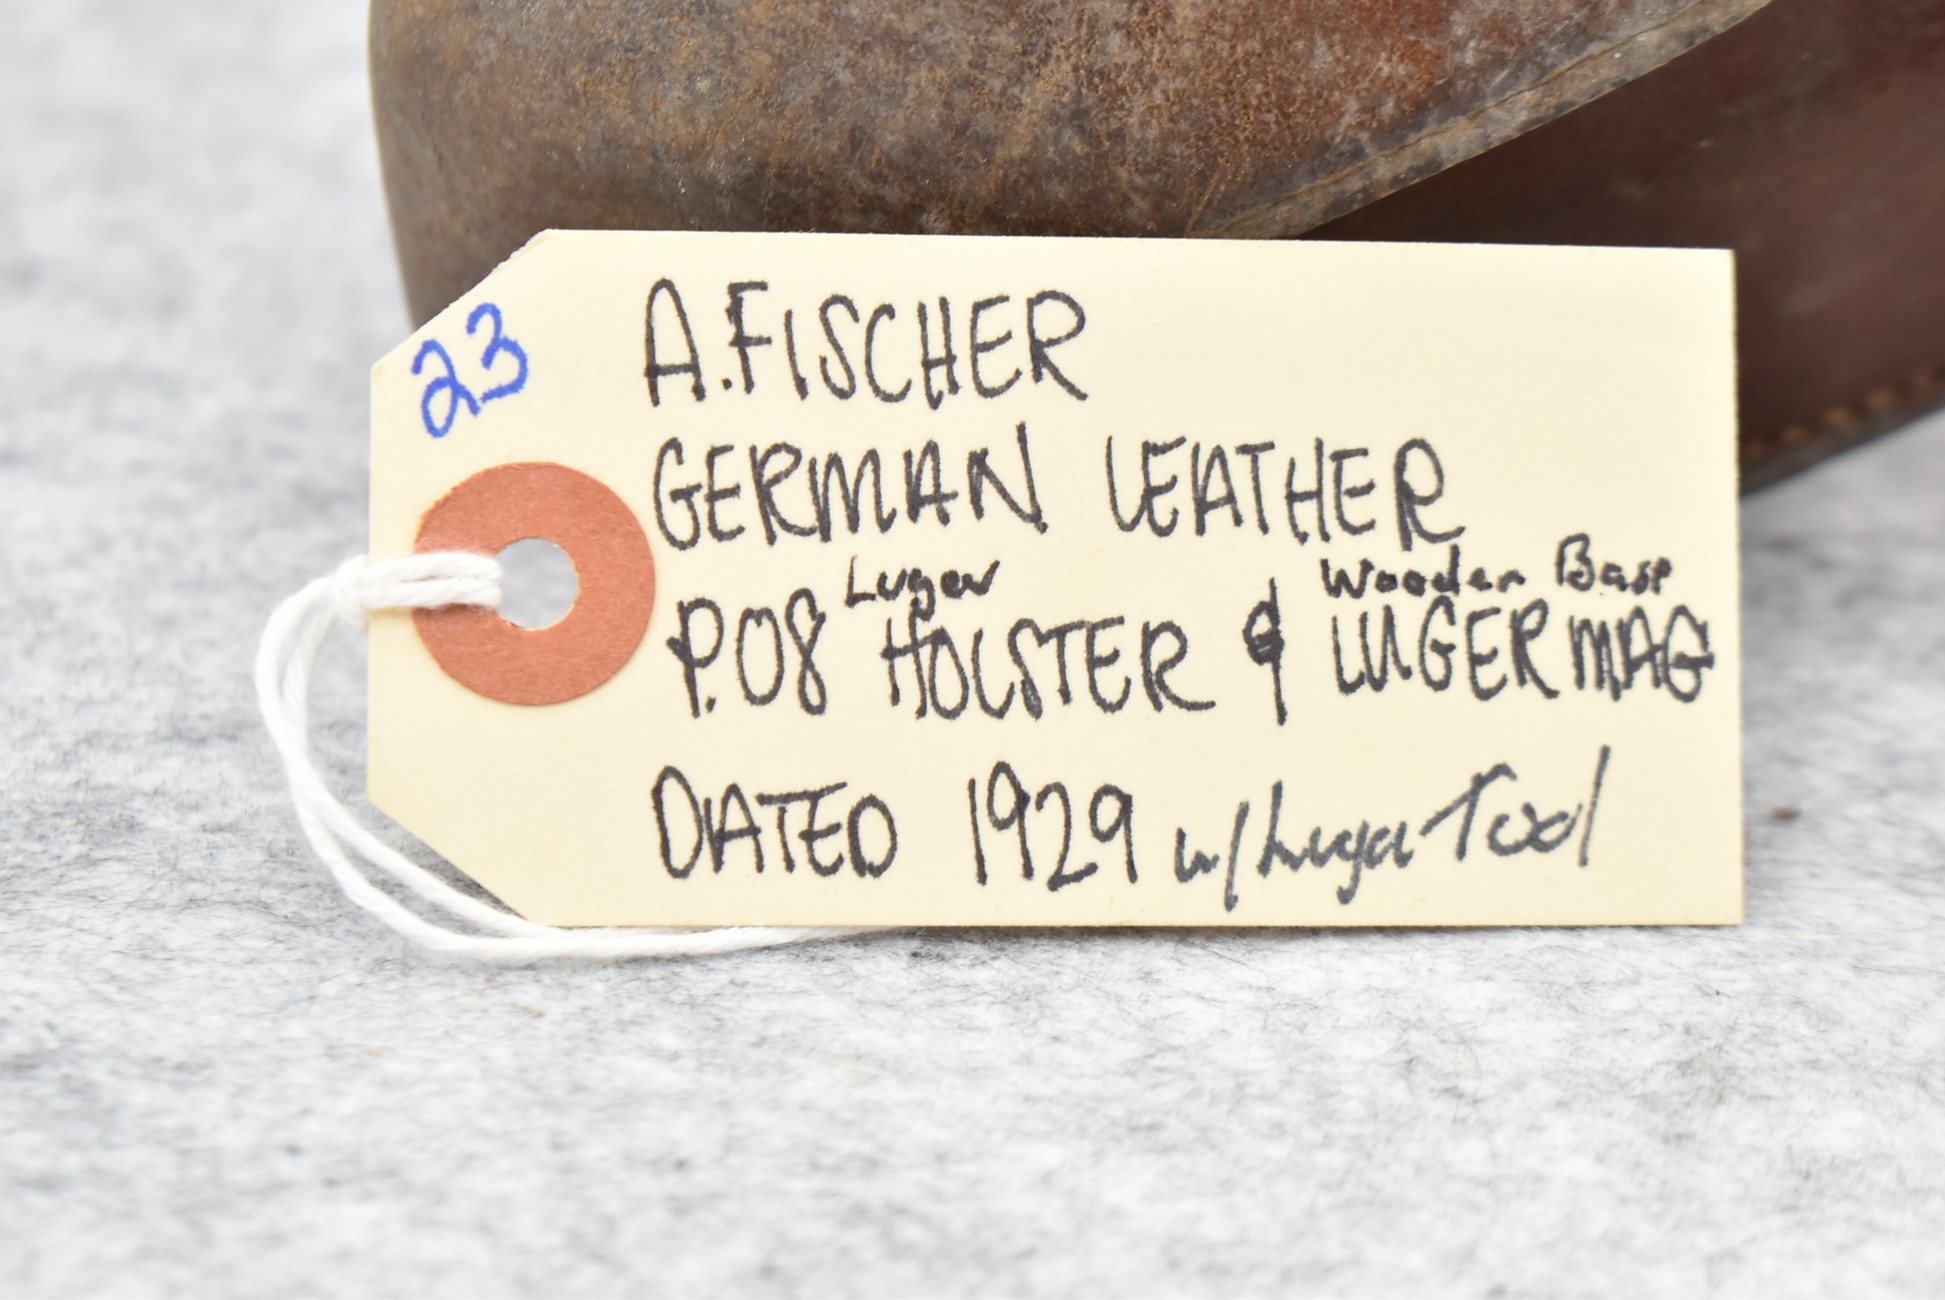 23
A. FISCHER
GERMAN LEATHER
Luger Wooden Base
P.08 HOLSTER & LUGER MAG
DATED 1929 w/ Luger Tool